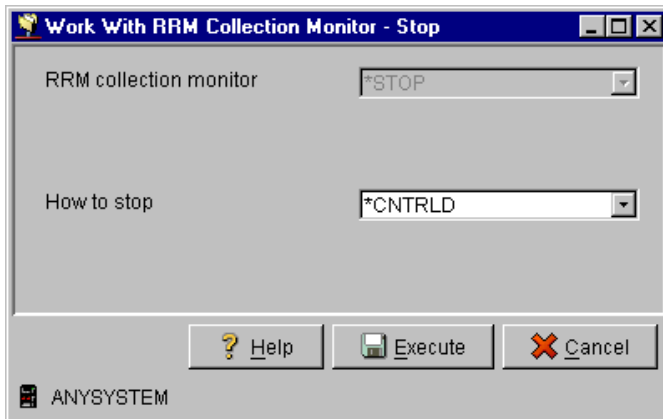 Work With RRM Collection Monitor - Stop
RRM collection monitor
*STOP
How to stop
*CNTRLD
Help
Execute
Cancel
ANYSYSTEM